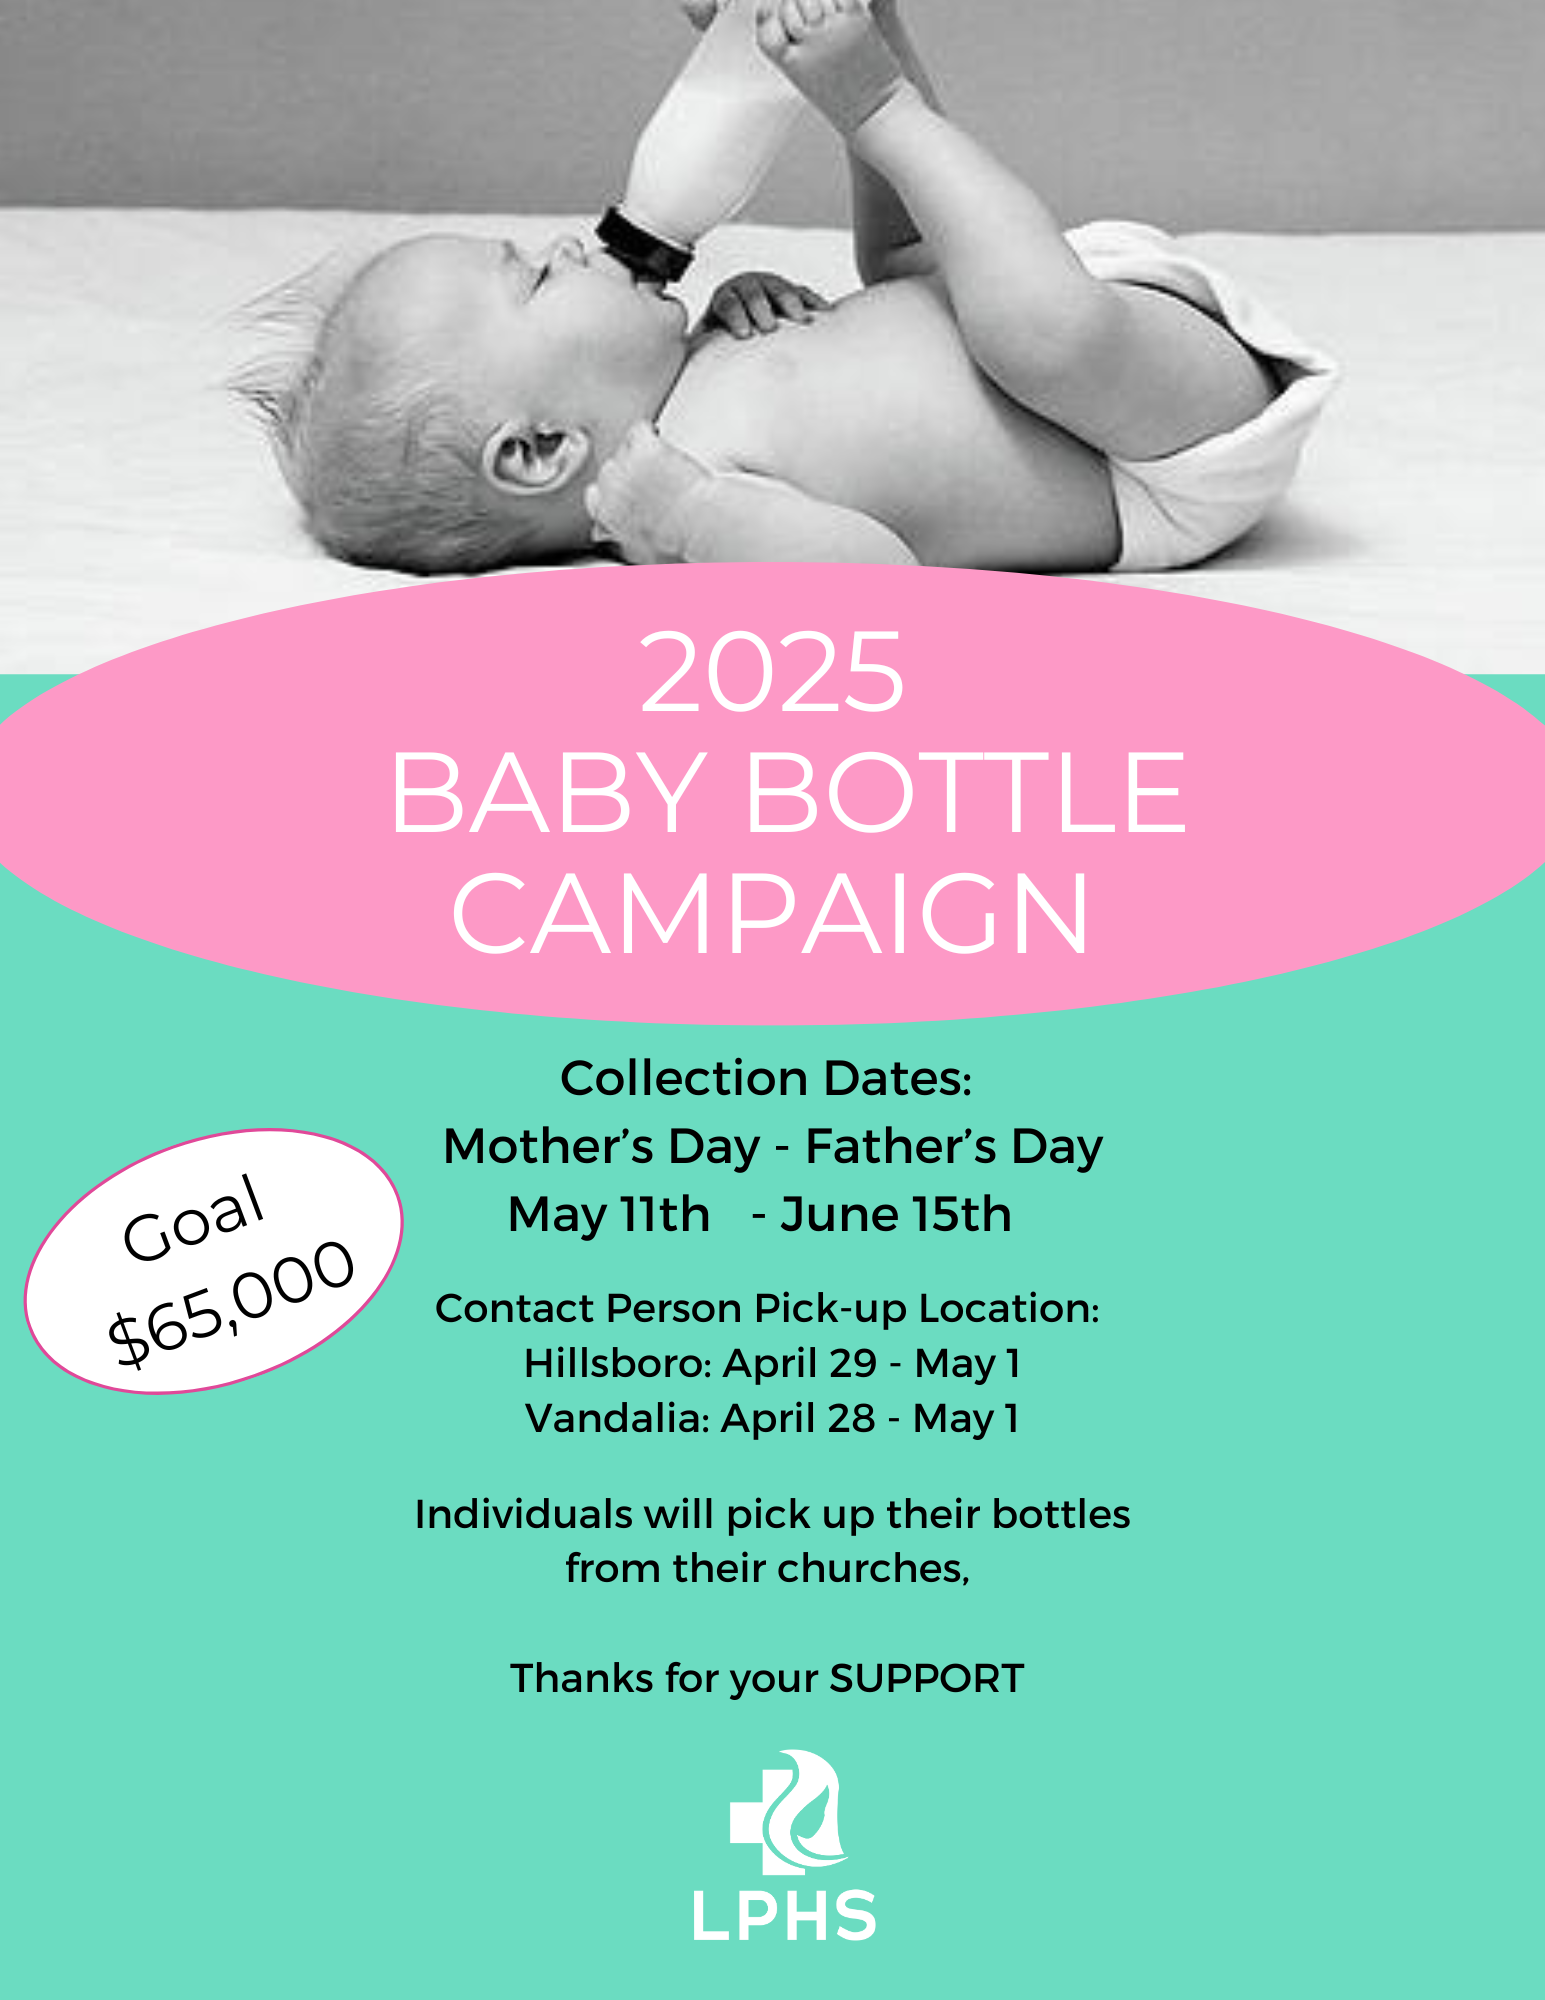 2025
BABY BOTTLE
CAMPAIGN
Collection Dates:
Mother’s Day - Father’s Day
May 11th - June 15th
Goal
$65,000
Contact Person Pick-up Location:
Hillsboro: April 29 - May 1
Vandalia: April 28 - May 1
Individuals will pick up their bottles
from their churches,
Thanks for your SUPPORT
LPHS